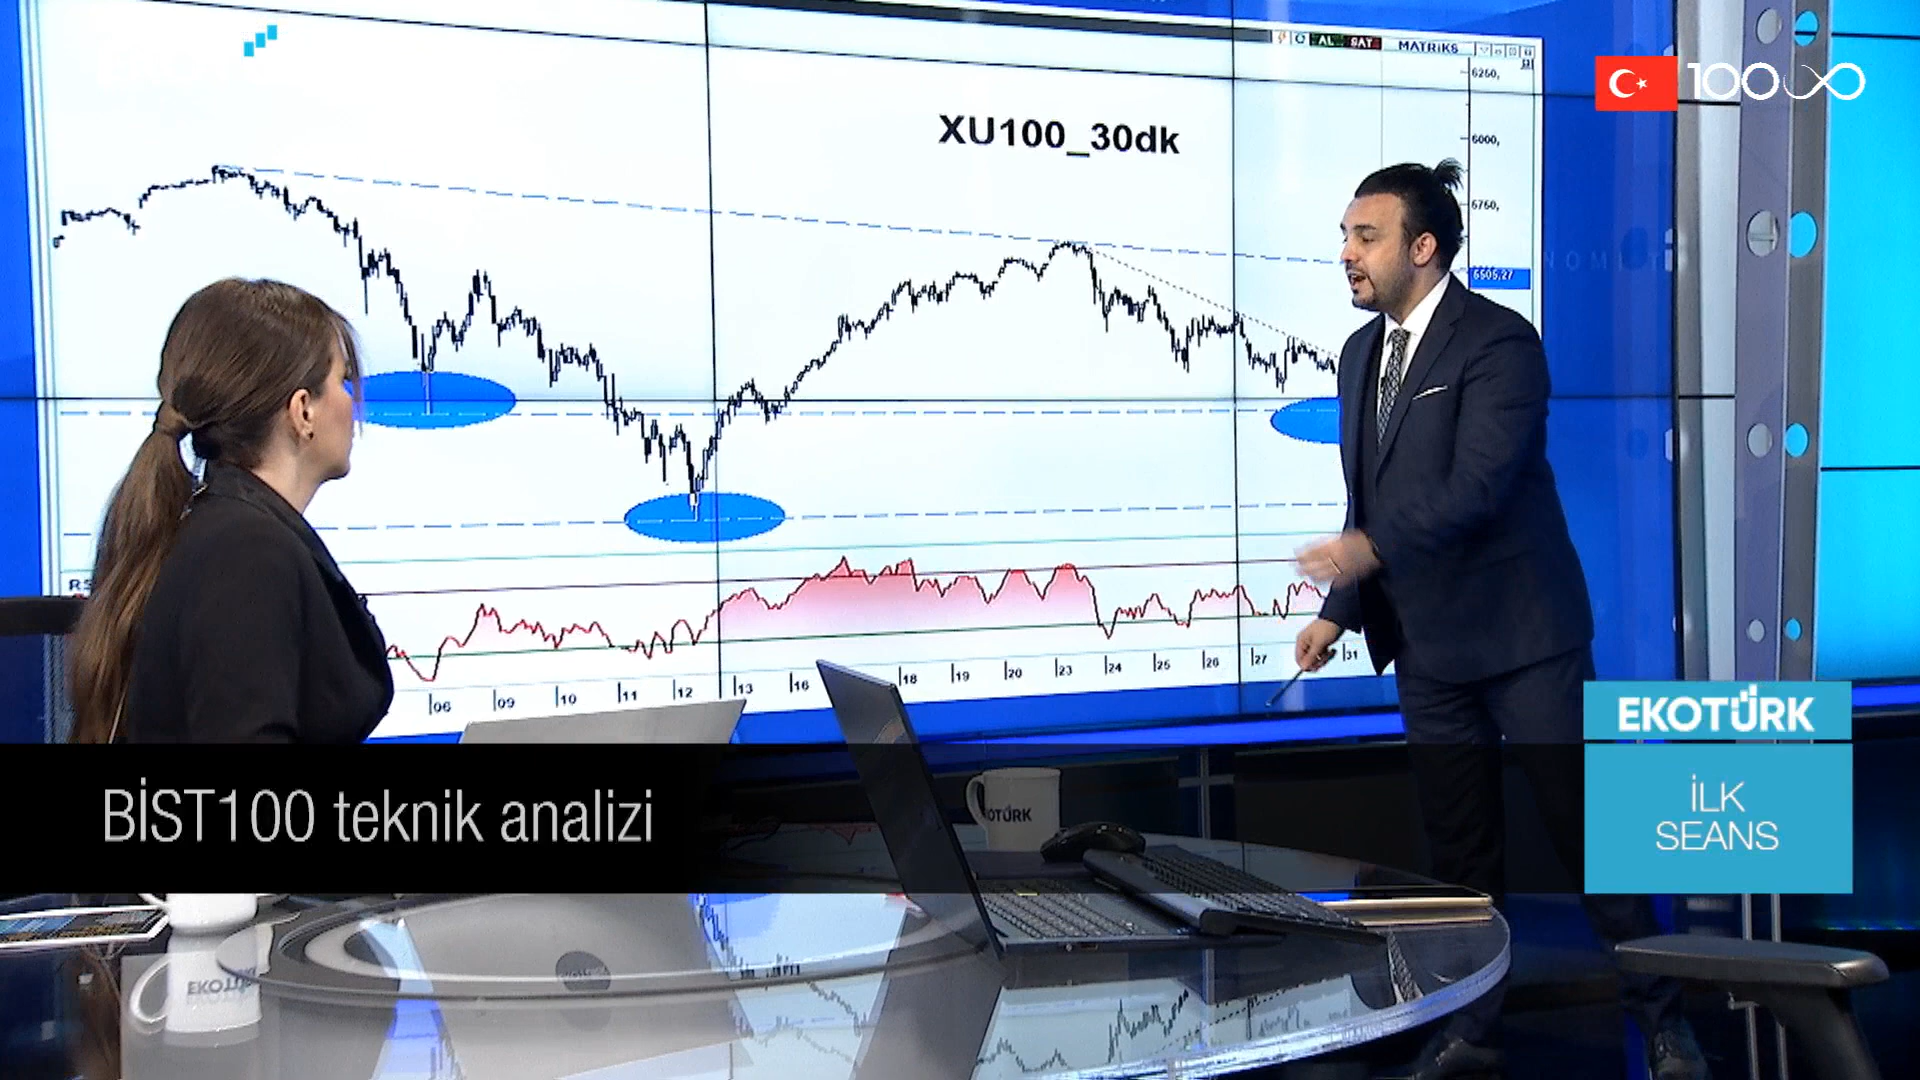 AL
SAT
MATRİKS
6250,
XU100_30dk
6000,
5750,
5505,27
100
RS
06
09
10
11
12
13
16
18
19
20
23
24
25
26
27
31
EKOTÜRK
İLK
SEANS
BİST100 teknik analizi